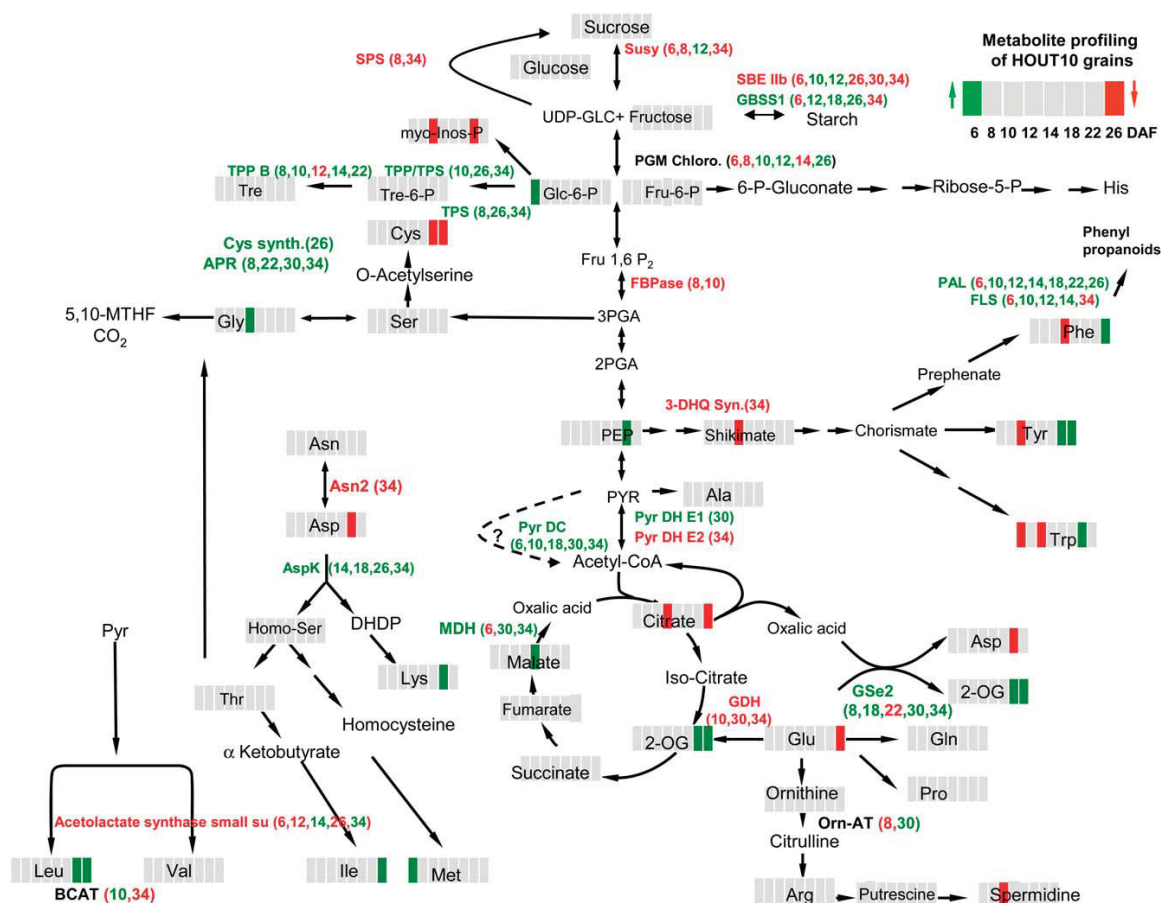 Sucrose
SPS (8,34)
Susy (6,8,12,34)
Glucose
Metabolite profiling
of HOUT10 grains
6 8 10 12 14 18 22 26 DAF
SBE IIb (6,10,12,26,30,34)
GBSS1 (6,12,18,26,34)
UDP-GLC+ Fructose
Starch
myo-Inos-P
PGM Chloro. (6,8,10,12,14,26)
TPP B (8,10,12,14,22)
TPP/TPS (10,26,34)
Tre
Tre-6-P
Glc-6-P
Fru-6-P
6-P-Gluconate
Ribose-5-P
His
TPS (8,26,34)
Cys
Cys synth.(26)
APR (8,22,30,34)
O-Acetylserine
Fru 1,6 P2
FBPase (8,10)
Phenyl
propanoids
PAL (6,10,12,14,18,22,26)
FLS (6,10,12,14,34)
5,10-MTHF
CO2
Gly
Ser
3PGA
Phe
2PGA
Prephenate
3-DHQ Syn.(34)
PEP
Shikimate
Chorismate
Tyr
Asn
Asn2 (34)
Asp
PYR
Ala
?
Pyr DC
(6,10,18,30,34)
Pyr DH E1 (30)
Pyr DH E2 (34)
Trp
Acetyl-CoA
AspK (14,18,26,34)
Oxalic acid
Citrate
Oxalic acid
Pyr
Homo-Ser
DHDP
MDH (6,30,34)
Malate
Asp
Lys
Iso-Citrate
GSe2
(8,18,22,30,34)
2-OG
Thr
Homocysteine
Fumarate
GDH
(10,30,34)
α Ketobutyrate
2-OG
Glu
Gln
Succinate
Ornithine
Pro
Acetolactate synthase small su (6,12,14,26,34)
Orn-AT (8,30)
Citrulline
Leu
Val
Ile
Met
BCAT (10,34)
Arg
Putrescine
Spermidine